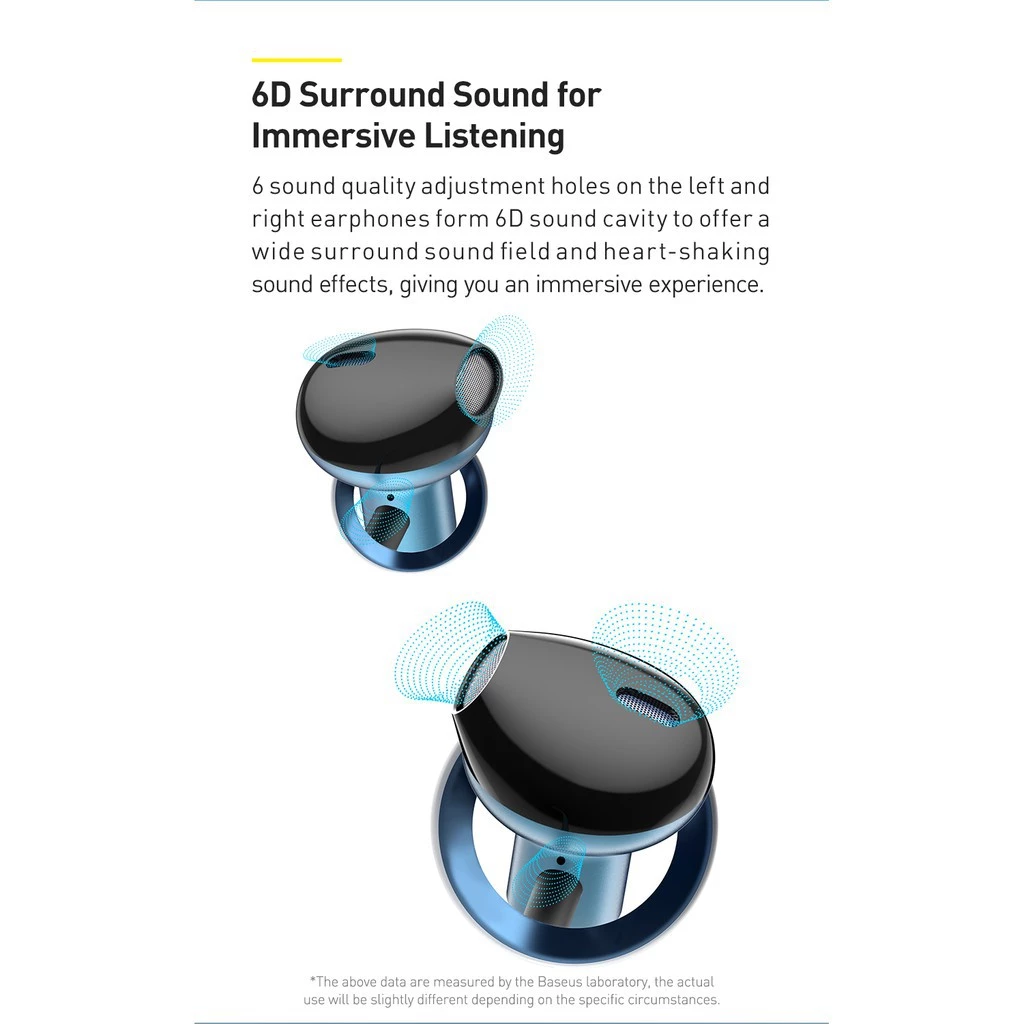 6D Surround Sound for
Immersive Listening
6 sound quality adjustment holes on the left and
right earphones form 6D sound cavity to offer a
wide surround sound field and heart-shaking
sound effects, giving you an immersive experience.
*The above data are measured by the Baseus laboratory, the actual
use will be slightly different depending on the specific circumstances.